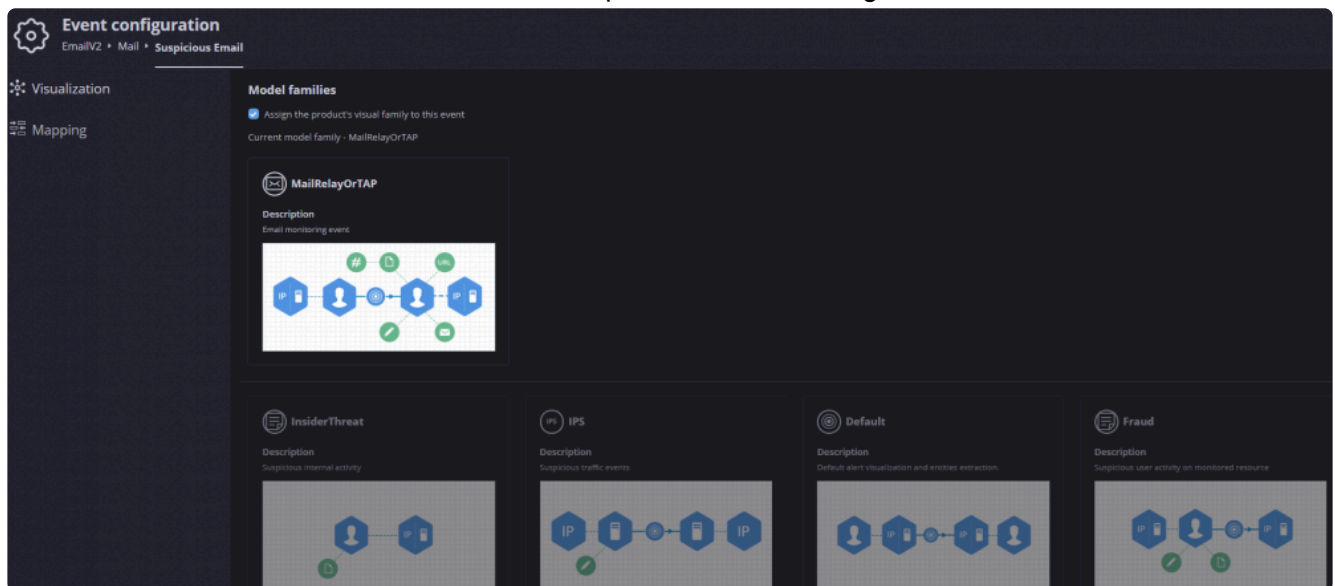 Event configuration
EmailV2 • Mail • Suspicious Email
Visualization
Mapping
Model families
Assign the product's visual family to this event
Current model family - MailRelayOrTAP
MailRelayOrTAP
Description
Email monitoring event
# URL
IP IP
InsiderThreat
Description
Suspicious internal activity
IP
IPS IPS
Description
Suspicious traffic events
IP IP
Default
Description
Default alert visualization and entities extraction.
IP IP
Fraud
Description
Suspicious user activity on monitored resource
IP IP